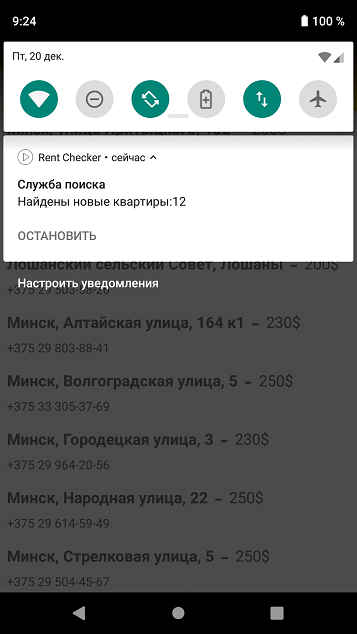 9:24
100 %
Пт, 20 дек.
Rent Checker • сейчас
Служба поиска
Найдены новые квартиры:12
ОСТАНОВИТЬ
Лошанский сельский Совет, Лошаны - 200$
Настроить уведомления
Минск, Алтайская улица, 164 к1 - 230$
+375 29 803-88-41
Минск, Волгоградская улица, 5 - 250$
+375 33 305-37-69
Минск, Городецкая улица, 3 - 230$
+375 29 964-20-56
Минск, Народная улица, 22 - 250$
+375 29 614-59-49
Минск, Стрелковая улица, 5 - 250$
+375 29 504-45-67